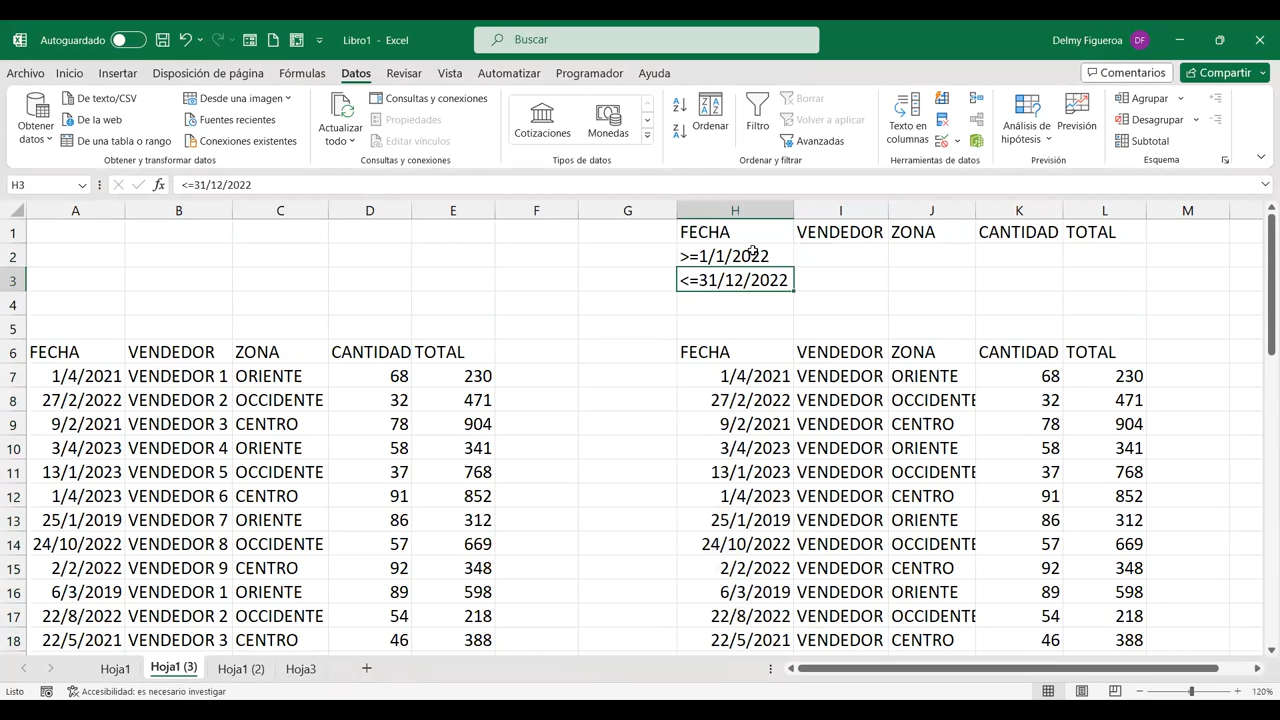 Autoguardado Libro1 - Excel Buscar Delmy Figueroa DF
Archivo Inicio Insertar Disposición de página Fórmulas Datos Revisar Vista Automatizar Programador Ayuda Comentarios Compartir
Obtener datos
De texto/CSV
De la web
De una tabla o rango
Desde una imagen
Fuentes recientes
Conexiones existentes
Obtener y transformar datos
Actualizar todo
Consultas y conexiones
Propiedades
Editar vínculos
Consultas y conexiones
Cotizaciones
Monedas
Tipos de datos
Ordenar
Filtro
Borrar
Volver a aplicar
Avanzadas
Ordenar y filtrar
Texto en columnas
Herramientas de datos
Análisis de hipótesis
Previsión
Previsión
Agrupar
Desagrupar
Subtotal
Esquema
H3 fx <=31/12/2022
A B C D E F G H I J K L M
1 FECHA VENDEDOR ZONA CANTIDAD TOTAL
2 >=1/1/2022
3 <=31/12/2022
4
5
6 FECHA VENDEDOR ZONA CANTIDAD TOTAL FECHA VENDEDOR ZONA CANTIDAD TOTAL
7 1/4/2021 VENDEDOR 1 ORIENTE 68 230 1/4/2021 VENDEDOR ORIENTE 68 230
8 27/2/2022 VENDEDOR 2 OCCIDENTE 32 471 27/2/2022 VENDEDOR OCCIDENTE 32 471
9 9/2/2021 VENDEDOR 3 CENTRO 78 904 9/2/2021 VENDEDOR CENTRO 78 904
10 3/4/2023 VENDEDOR 4 ORIENTE 58 341 3/4/2023 VENDEDOR ORIENTE 58 341
11 13/1/2023 VENDEDOR 5 OCCIDENTE 37 768 13/1/2023 VENDEDOR OCCIDENTE 37 768
12 1/4/2023 VENDEDOR 6 CENTRO 91 852 1/4/2023 VENDEDOR CENTRO 91 852
13 25/1/2019 VENDEDOR 7 ORIENTE 86 312 25/1/2019 VENDEDOR ORIENTE 86 312
14 24/10/2022 VENDEDOR 8 OCCIDENTE 57 669 24/10/2022 VENDEDOR OCCIDENTE 57 669
15 2/2/2022 VENDEDOR 9 CENTRO 92 348 2/2/2022 VENDEDOR CENTRO 92 348
16 6/3/2019 VENDEDOR 1 ORIENTE 89 598 6/3/2019 VENDEDOR ORIENTE 89 598
17 22/8/2022 VENDEDOR 2 OCCIDENTE 54 218 22/8/2022 VENDEDOR OCCIDENTE 54 218
18 22/5/2021 VENDEDOR 3 CENTRO 46 388 22/5/2021 VENDEDOR CENTRO 46 388
Hoja1 Hoja1 (3) Hoja1 (2) Hoja3
Listo Accesibilidad: es necesario investigar 120%